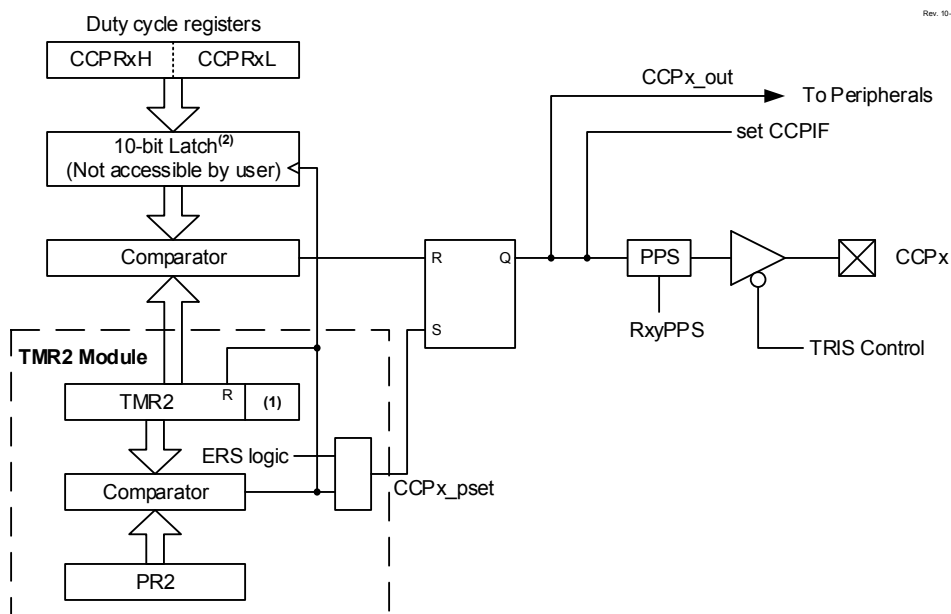 Rev. 10-
Duty cycle registers
CCPRxH CCPRxL
CCPx_out
To Peripherals
set CCPIF
10-bit Latch(2)
(Not accessible by user)
Comparator
R Q
S
PPS
CCPx
RxyPPS
TRIS Control
TMR2 Module
TMR2 R (1)
ERS logic
Comparator
CCPx_pset
PR2